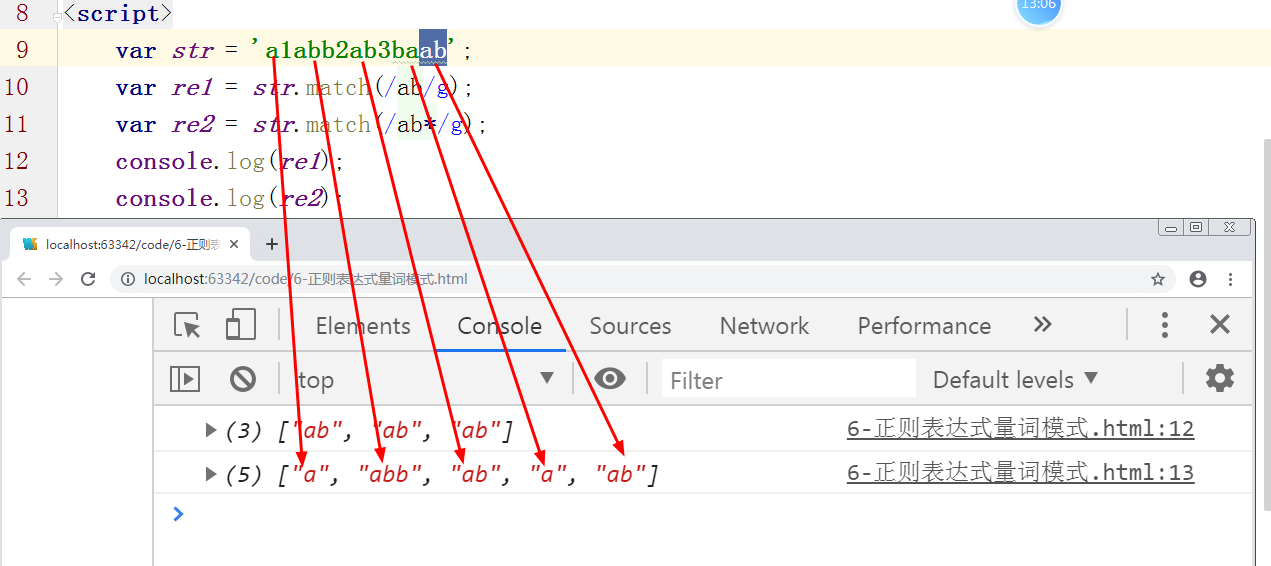 13:06
8 <script>
9 var str = 'a1abb2ab3baaab';
10 var re1 = str.match(/ab/g);
11 var re2 = str.match(/ab*/g);
12 console.log(re1);
13 console.log(re2);
localhost:63342/code/6-正则表
localhost:63342/code/6-正则表达式量词模式.html
Elements Console Sources Network Performance
top Filter Default levels
(3) ["ab", "ab", "ab"] 6-正则表达式量词模式.html:12
(5) ["a", "abb", "ab", "a", "ab"] 6-正则表达式量词模式.html:13